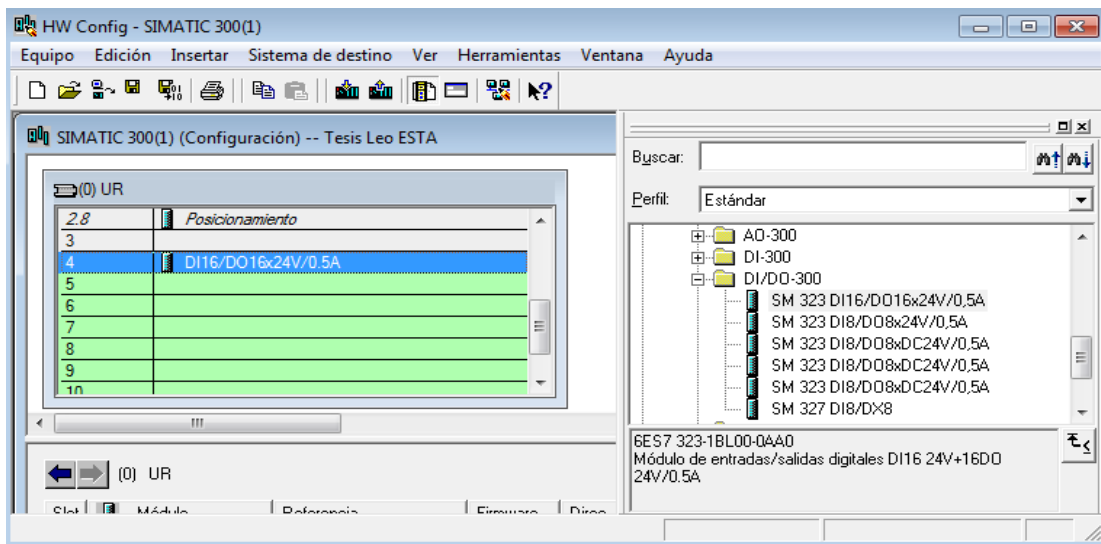 HW Config - SIMATIC 300(1)
Equipo Edición Insertar Sistema de destino Ver Herramientas Ventana Ayuda
SIMATIC 300(1) (Configuración) -- Tesis Leo ESTA
(0) UR
2.8 Posicionamiento
3
4 DI16/DO16x24V/0.5A
5
6
7
8
9
10
(0) UR
Slot Módulo Referencia Firmware Direc
Buscar:
Perfil: Estándar
AO-300
DI-300
DI/DO-300
SM 323 DI16/DO16x24V/0,5A
SM 323 DI8/DO8x24V/0,5A
SM 323 DI8/DO8xDC24V/0,5A
SM 323 DI8/DO8xDC24V/0,5A
SM 323 DI8/DO8xDC24V/0,5A
SM 327 DI8/DX8
6ES7 323-1BL00-0AA0
Módulo de entradas/salidas digitales DI16 24V+16DO
24V/0.5A